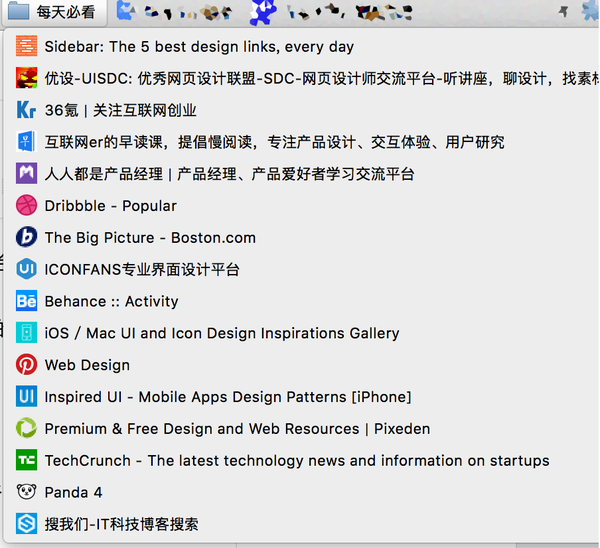 每天必看
Sidebar: The 5 best design links, every day
优设-UISDC: 优秀网页设计联盟-SDC-网页设计师交流平台-听讲座，聊设计，找素材
Kr 36氪 | 关注互联网创业
互联网er的早读课，提倡慢阅读，专注产品设计、交互体验、用户研究
人人都是产品经理 | 产品经理、产品爱好者学习交流平台
Dribbble - Popular
b The Big Picture - Boston.com
UI ICONFANS专业界面设计平台
Bē Behance :: Activity
iOS / Mac UI and Icon Design Inspirations Gallery
Web Design
UI Inspired UI - Mobile Apps Design Patterns [iPhone]
Premium & Free Design and Web Resources | Pixeden
TC TechCrunch - The latest technology news and information on startups
Panda 4
搜我们-IT科技博客搜索